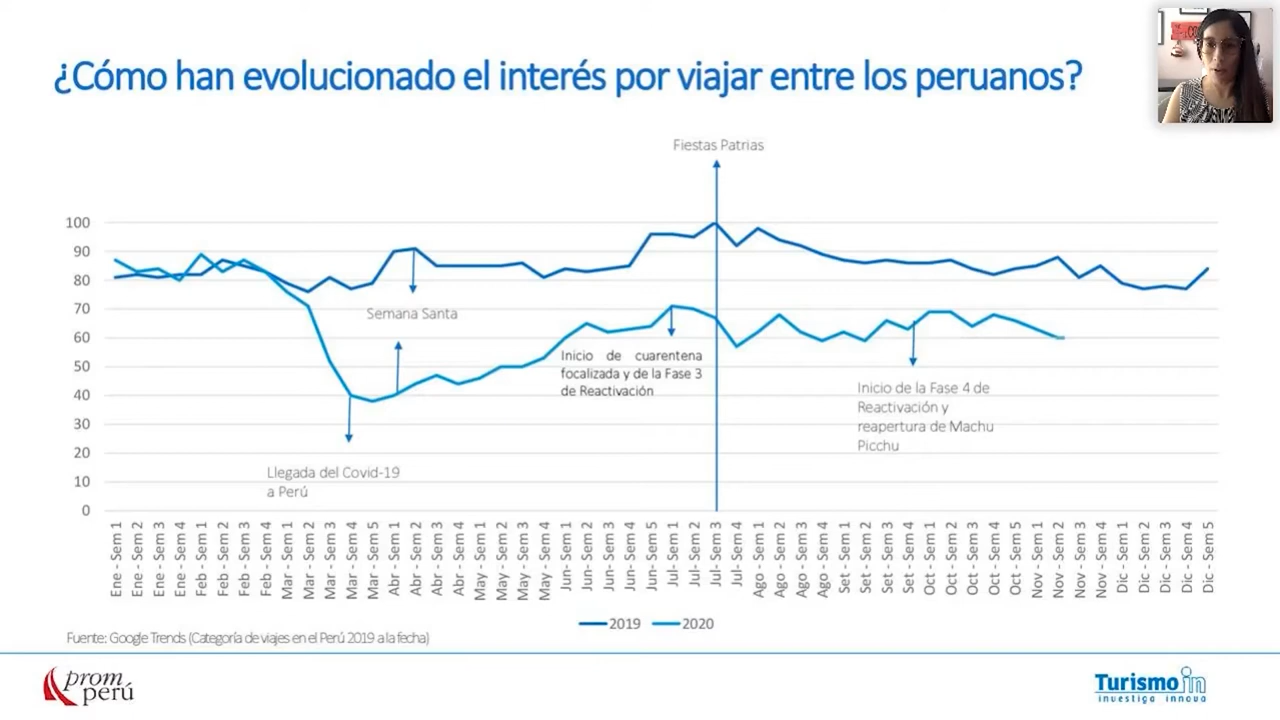 ¿Cómo han evolucionado el interés por viajar entre los peruanos?
Fiestas Patrias
100
90
80
70
60
50
40
30
20
10
0
Semana Santa
Inicio de cuarentena
focalizada y de la Fase 3
de Reactivación
Inicio de la Fase 4 de
Reactivación y
reapertura de Machu
Picchu
Llegada del Covid-19
a Perú
Ene - Sem 1
Ene - Sem 2
Ene - Sem 3
Ene - Sem 4
Feb - Sem 1
Feb - Sem 2
Feb - Sem 3
Feb - Sem 4
Mar - Sem 1
Mar - Sem 2
Mar - Sem 3
Mar - Sem 4
Mar - Sem 5
Abr - Sem 1
Abr - Sem 2
Abr - Sem 3
Abr - Sem 4
May - Sem 1
May - Sem 2
May - Sem 3
May - Sem 4
Jun- Sem 1
Jun- Sem 2
Jun- Sem 3
Jun- Sem 4
Jun - Sem 5
Jul- Sem 1
Jul- Sem 2
Jul- Sem 3
Jul- Sem 4
Ago - Sem 1
Ago - Sem 2
Ago - Sem 3
Ago - Sem 4
Set - Sem 1
Set - Sem 2
Set - Sem 3
Set - Sem 4
Oct - Sem 1
Oct - Sem 2
Oct - Sem 3
Oct - Sem 4
Oct - Sem 5
Nov - Sem 1
Nov - Sem 2
Nov - Sem 3
Nov - Sem 4
Dic - Sem 1
Dic - Sem 2
Dic - Sem 3
Dic - Sem 4
Dic - Sem 5
2019 2020
Fuente: Google Trends (Categoría de viajes en el Perú 2019 a la fecha)
prom
perú
Turismo in
investiga innova